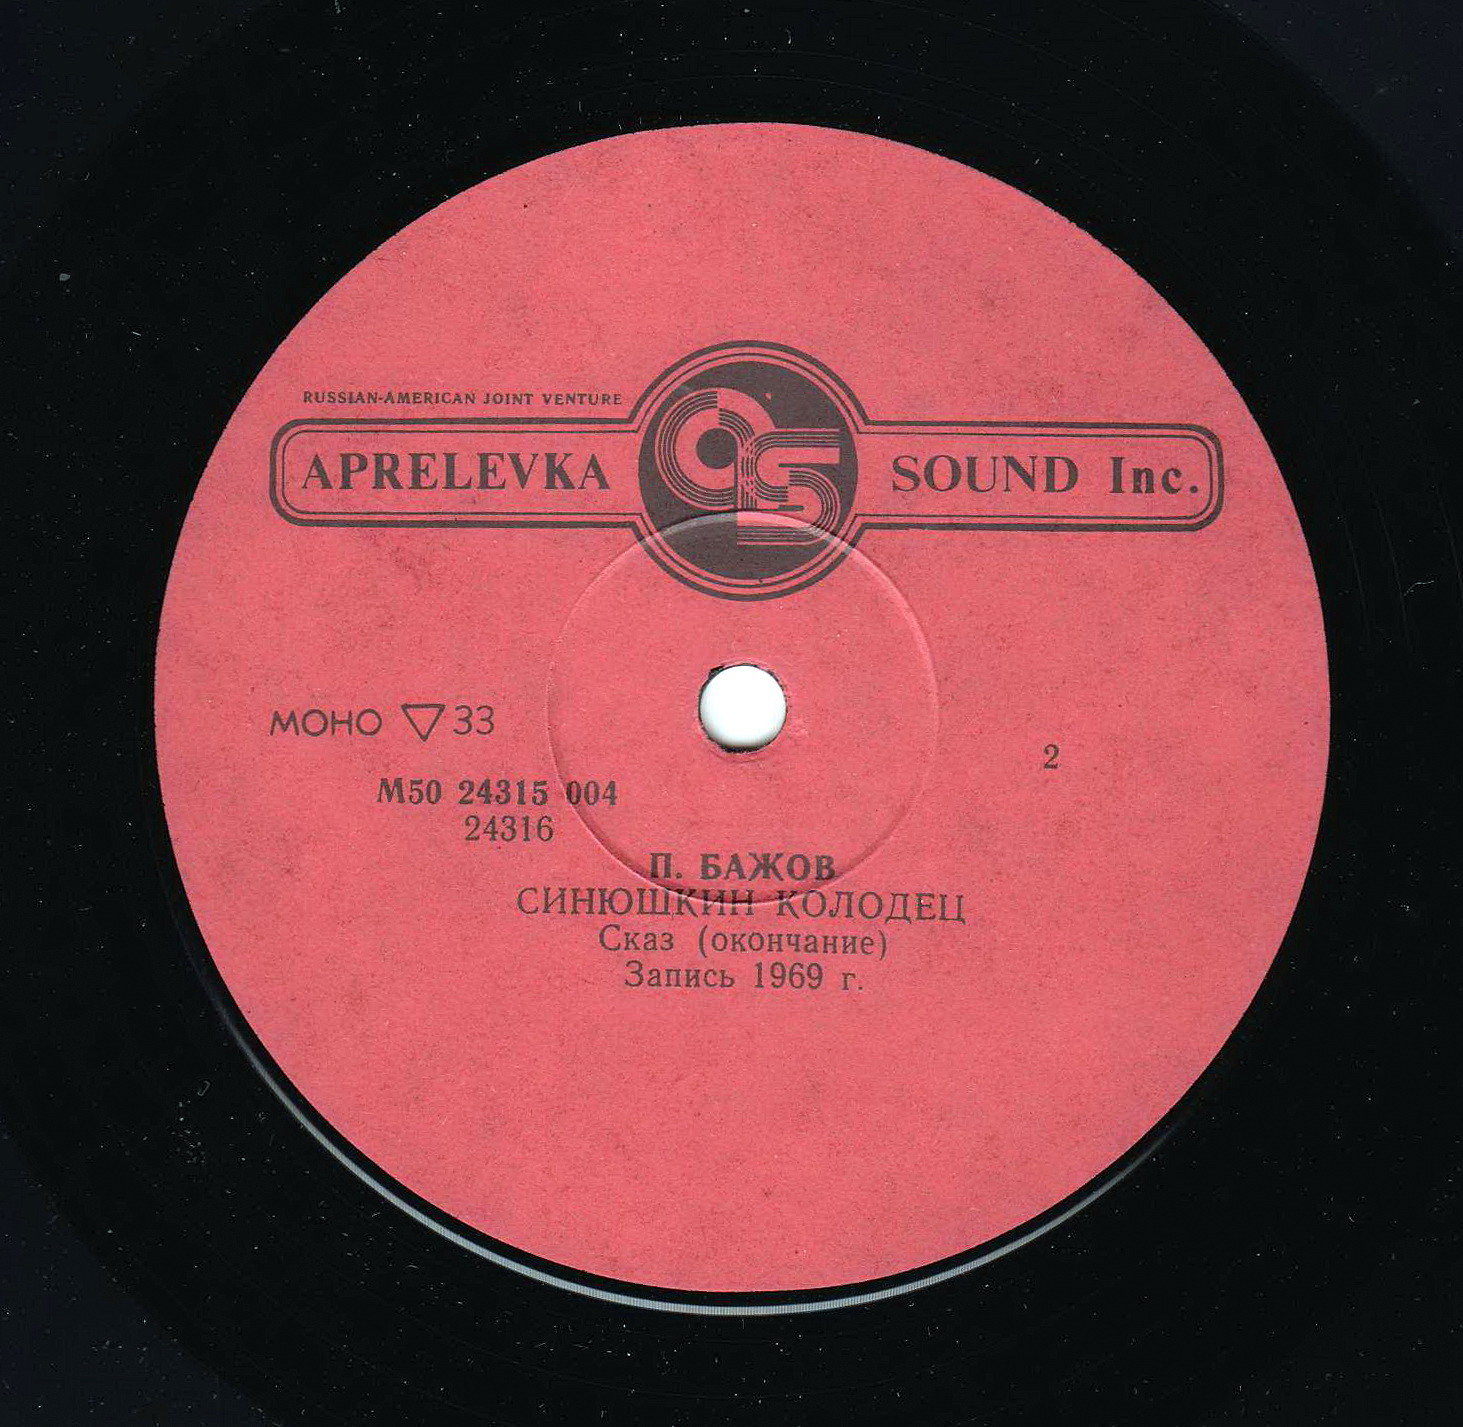 RUSSIAN-AMERICAN JOINT VENTURE
APRELEVKA SOUND Inc.
МОНО ▽ 33
2
М50 24315 004
24316
П. БАЖОВ
СИНЮШКИН КОЛОДЕЦ
Сказ (окончание)
Запись 1969 г.